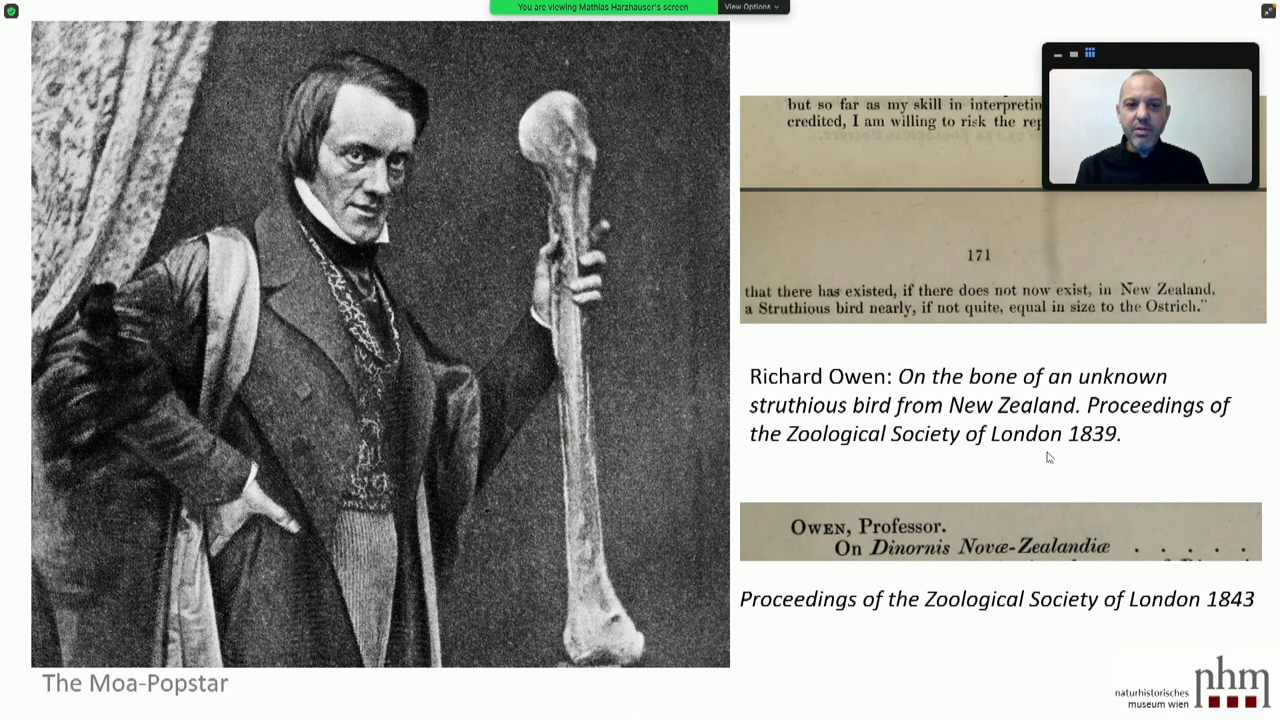 You are viewing Mathias Harzhauser's screen
View Options
but so far as my skill in interpretin
credited, I am willing to risk the rep
171
that there has existed, if there does not now exist, in New Zealand,
a Struthious bird nearly, if not quite, equal in size to the Ostrich."
Richard Owen: On the bone of an unknown
struthious bird from New Zealand. Proceedings of
the Zoological Society of London 1839.
OWEN, Professor.
On Dinornis Novæ-Zealandiæ . . . . .
Proceedings of the Zoological Society of London 1843
The Moa-Popstar
nhm
naturhistorisches
museum wien